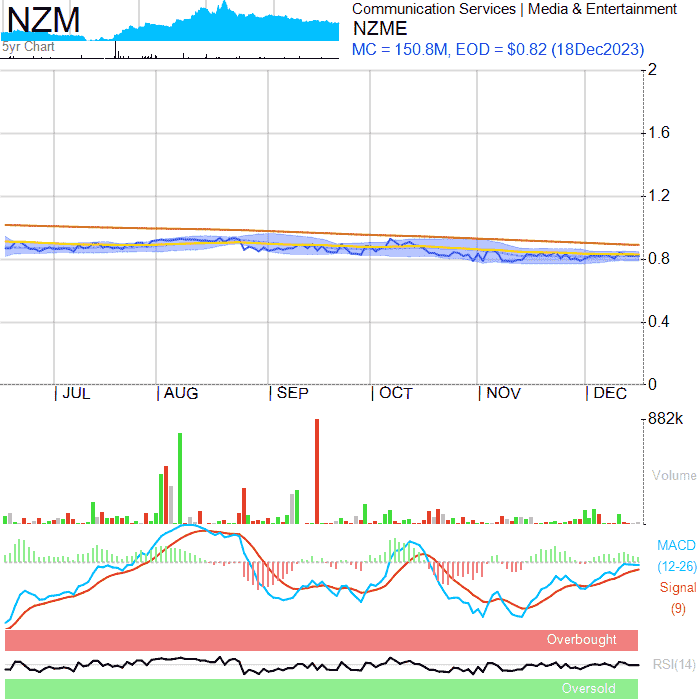 NZM
5yr Chart
Communication Services | Media & Entertainment
NZME
MC = 150.8M, EOD = $0.82 (18Dec2023)
2
1.6
1.2
0.8
0.4
0
JUL AUG SEP OCT NOV DEC
882k
Volume
MACD
(12-26)
Signal
(9)
Overbought
RSI(14)
Oversold